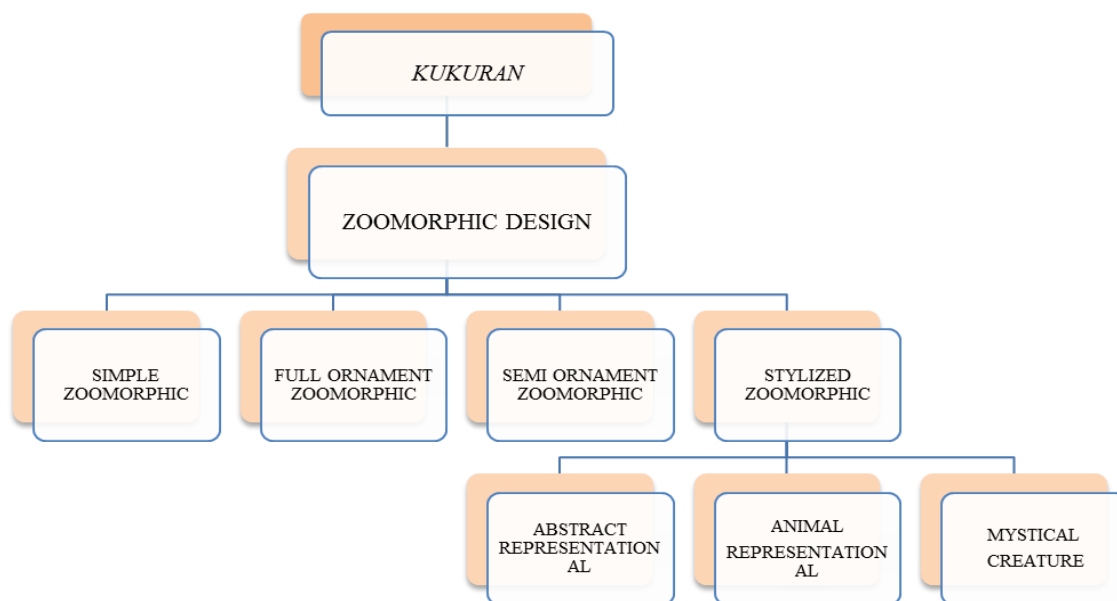 KUKURAN
ZOOMORPHIC DESIGN
SIMPLE
ZOOMORPHIC
FULL ORNAMENT
ZOOMORPHIC
SEMI ORNAMENT
ZOOMORPHIC
STYLIZED
ZOOMORPHIC
ABSTRACT
REPRESENTATION
AL
ANIMAL
REPRESENTATION
AL
MYSTICAL
CREATURE